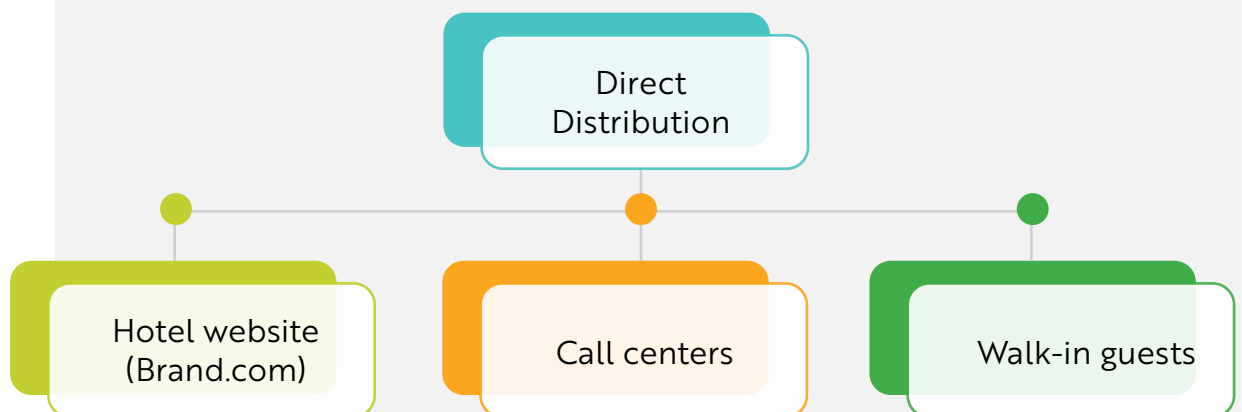 Direct
Distribution
Hotel website
(Brand.com)
Call centers
Walk-in guests